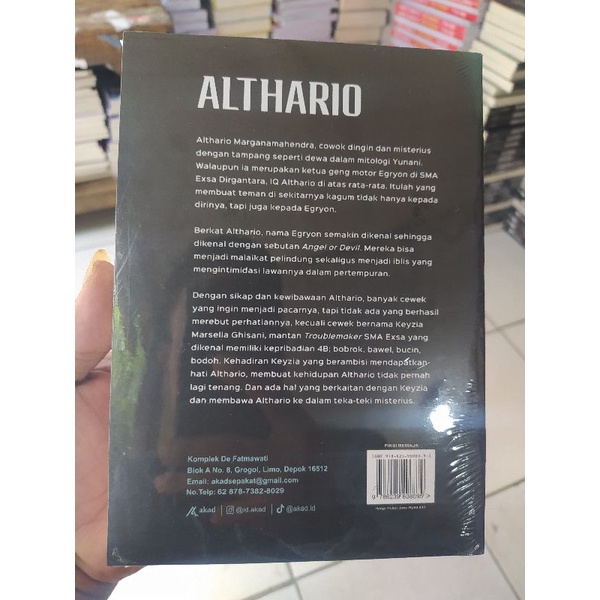 ALTHARIO
Althario Marganamahendra, cowok dingin dan misterius
dengan tampang seperti dewa dalam mitologi Yunani.
Walaupun ia merupakan ketua geng motor Egryon di SMA
Exsa Dirgantara, IQ Althario di atas rata-rata. Itulah yang
membuat teman di sekitarnya kagum tidak hanya kepada
dirinya, tapi juga kepada Egryon.
Berkat Althario, nama Egryon semakin dikenal sehingga
dikenal dengan sebutan Angel or Devil. Mereka bisa
menjadi malaikat pelindung sekaligus menjadi iblis yang
mengintimidasi lawannya dalam pertempuran.
Dengan sikap dan kewibawaan Althario, banyak cewek
yang ingin menjadi pacarnya, tapi tidak ada yang berhasil
merebut perhatiannya, kecuali cewek bernama Keyzia
Marsella Ghisani, mantan Troublemaker SMA Exsa yang
dikenal memiliki kepribadian 4B; bobrok, bawel, bucin,
bodoh. Kehadiran Keyzia yang berambisi mendapatkan
hati Althario, membuat kehidupan Althario tidak pernah
lagi tenang. Dan ada hal yang berkaitan dengan Keyzia
dan membawa Althario ke dalam teka-teki misterius.
FIKSI REMAJA
Komplek De Fatmawati
Blok A No. 8, Grogol, Limo, Depok 16512
Email: akadsepakat@gmail.com
No.Telp: 62 878-7382-8029
akad @id.akad @akad.id